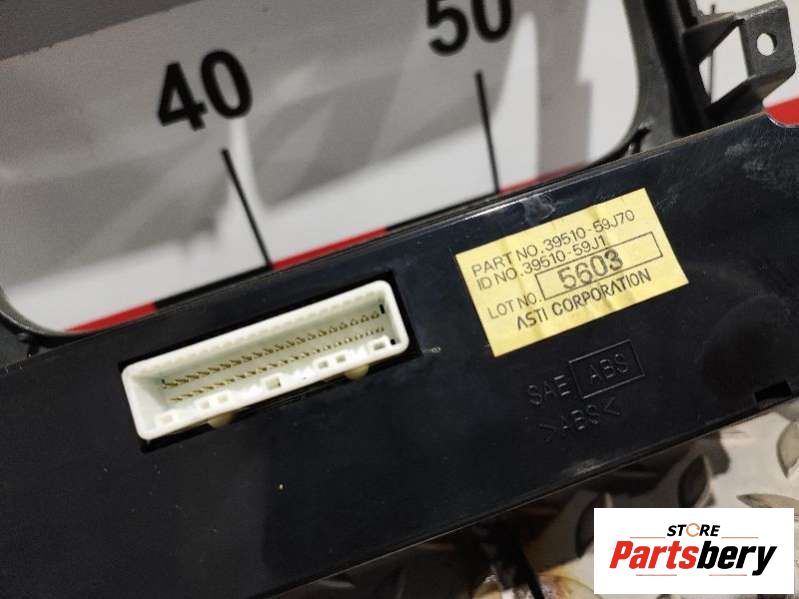 40
50
PART NO. 39510-59J70
ID NO. 39510-59J1
LOT NO. 5603
ASTI CORPORATION
SAE ABS
>ABS<
STORE
Partsbery